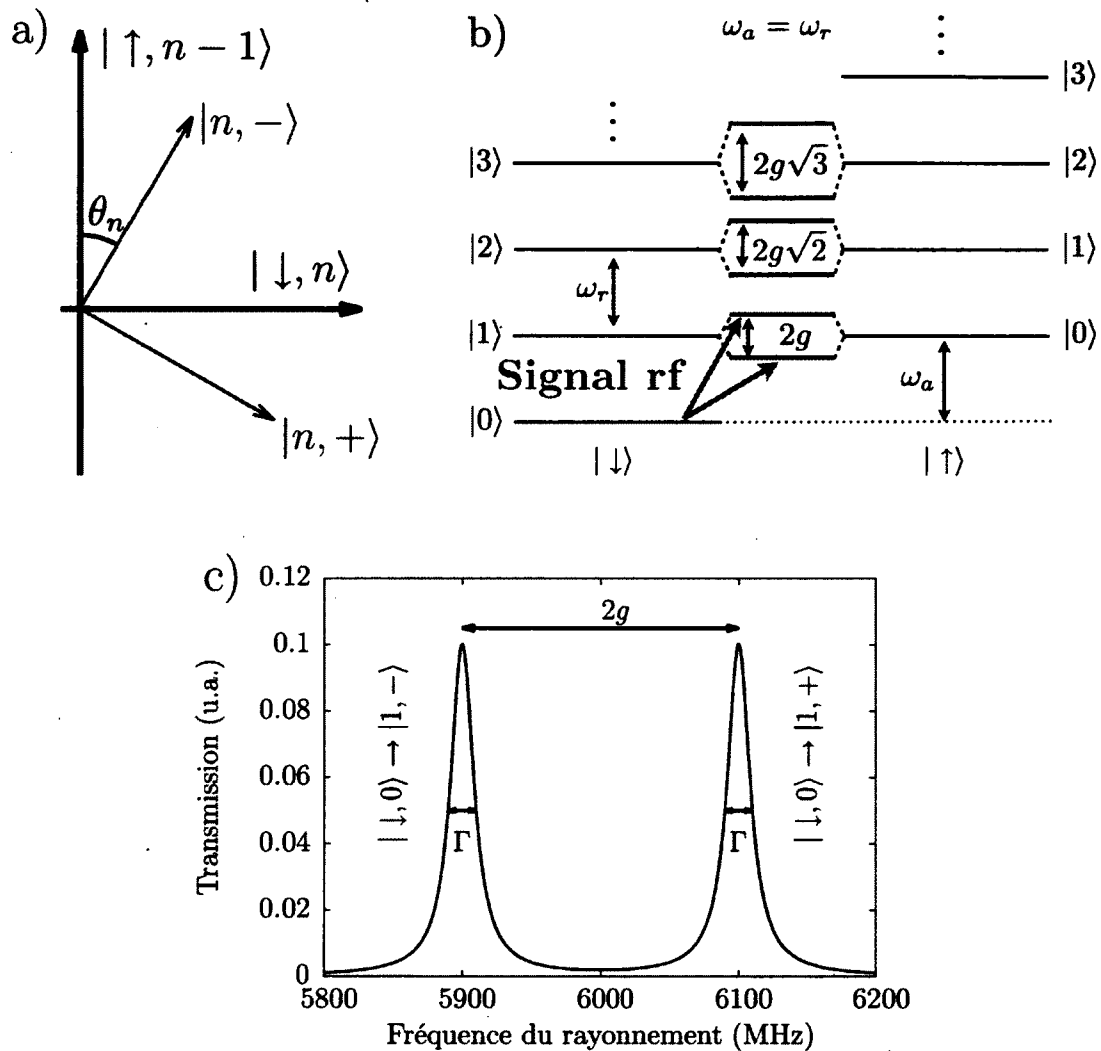 a)
| ↑, n − 1⟩
|n, −⟩
θₙ
| ↓, n⟩
|n, +⟩
b)
ωₐ = ωᵣ
|3⟩
|3⟩
2g√3
|2⟩
|2⟩
2g√2
|1⟩
ωᵣ
|1⟩
2g
|0⟩
Signal rf
ωₐ
|0⟩
| ↓⟩
| ↑⟩
c)
Transmission (u.a.)
0.12
0.1
0.08
0.06
0.04
0.02
0
2g
| ↓, 0⟩ → |1, −⟩
| ↓, 0⟩ → |1, +⟩
Γ
Γ
5800
5900
6000
6100
6200
Fréquence du rayonnement (MHz)